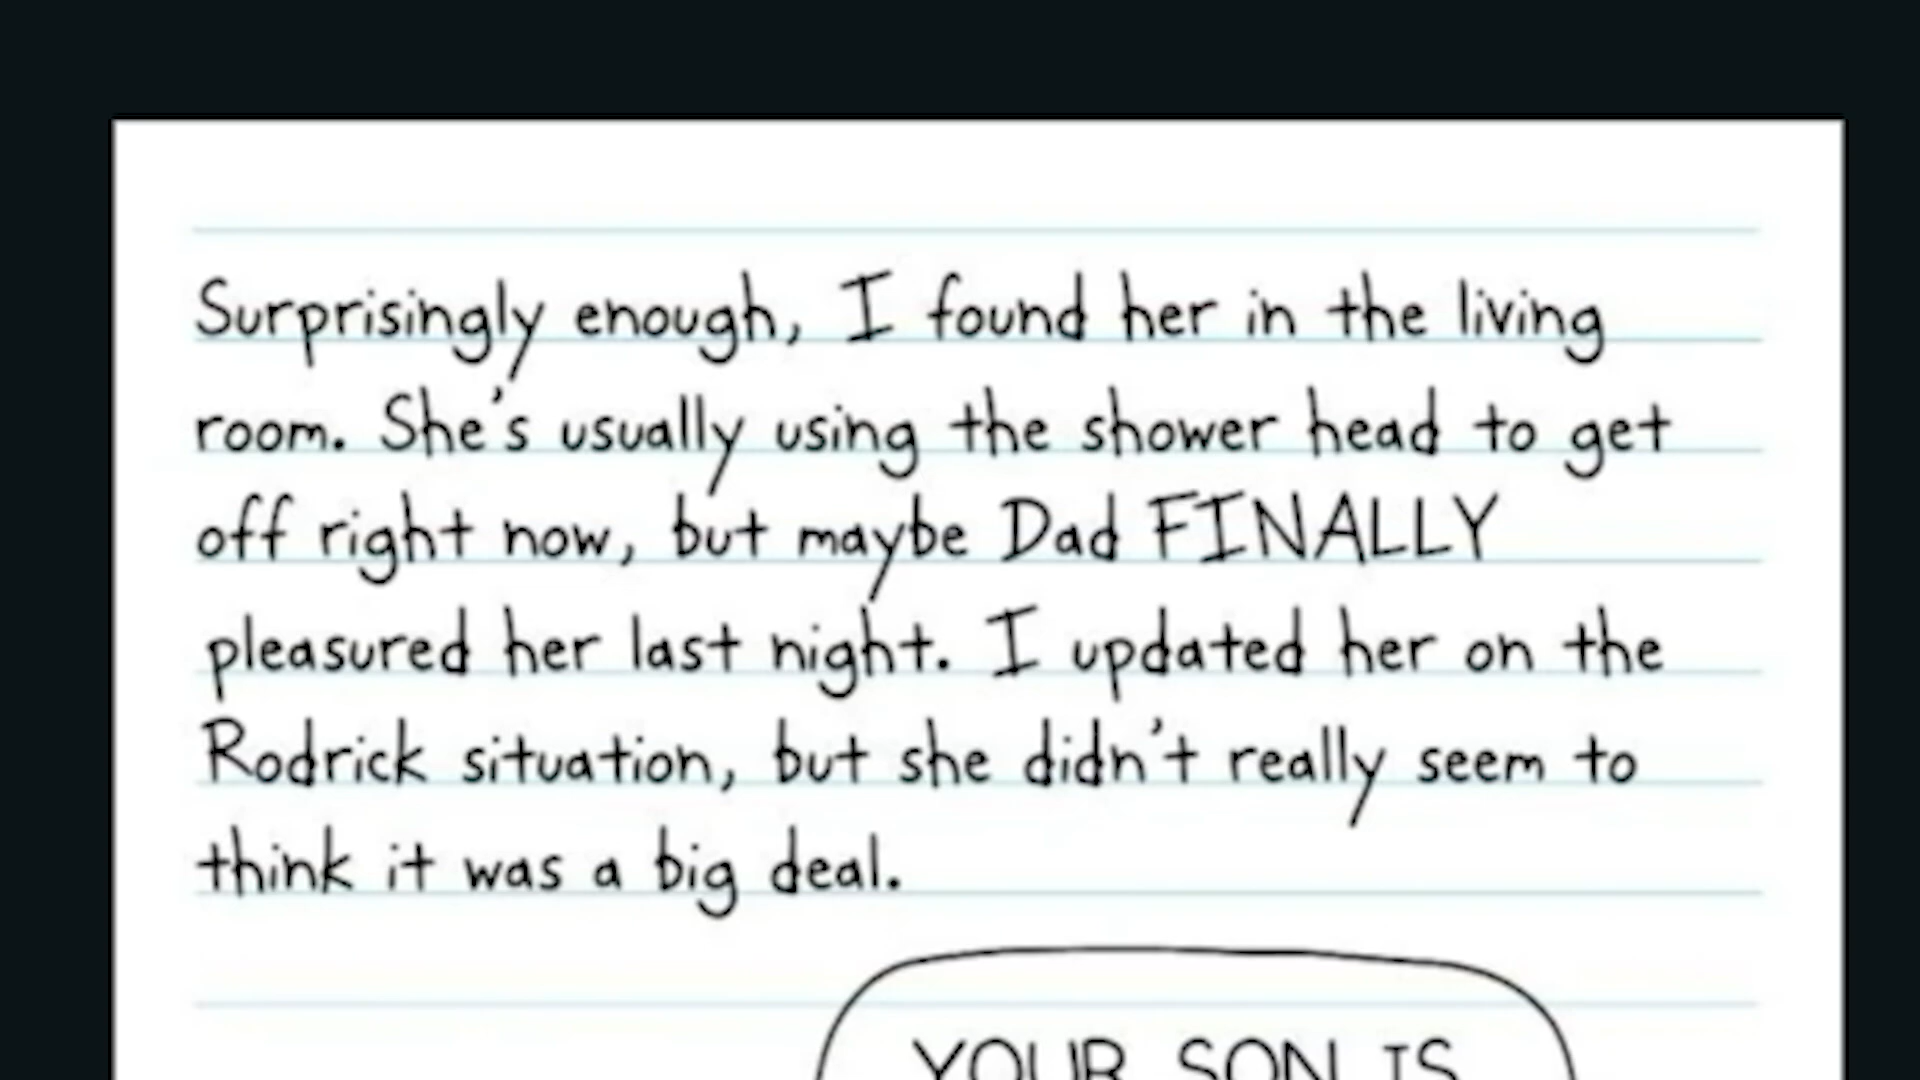 Surprisingly enough, I found her in the living
room. She's usually using the shower head to get
off right now, but maybe Dad FINALLY
pleasured her last night. I updated her on the
Rodrick situation, but she didn't really seem to
think it was a big deal.
YOUR SON IS